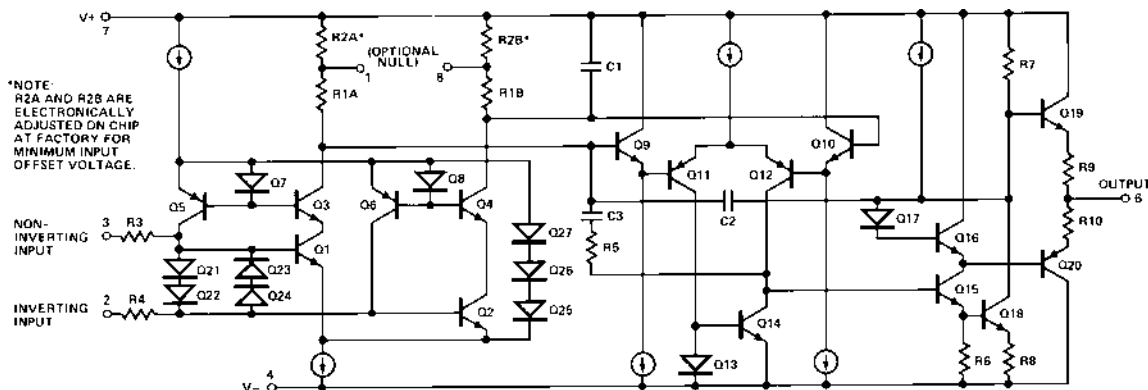 V+
7
R2A*
R2B*
(OPTIONAL
NULL)
1
8
R1A
R1B
C1
R7
*NOTE:
R2A AND R2B ARE
ELECTRONICALLY
ADJUSTED ON CHIP
AT FACTORY FOR
MINIMUM INPUT
OFFSET VOLTAGE.
Q9
Q10
Q19
Q7
Q8
Q11
Q12
R9
Q5
Q3
Q6
Q4
OUTPUT
6
NON-
INVERTING
INPUT
3
R3
C3
C2
Q17
R10
Q27
R5
Q16
Q1
Q21
Q23
Q26
Q20
Q22
Q24
Q25
Q15
INVERTING
INPUT
2
R4
Q2
Q14
Q18
Q13
R6
R8
V-
4